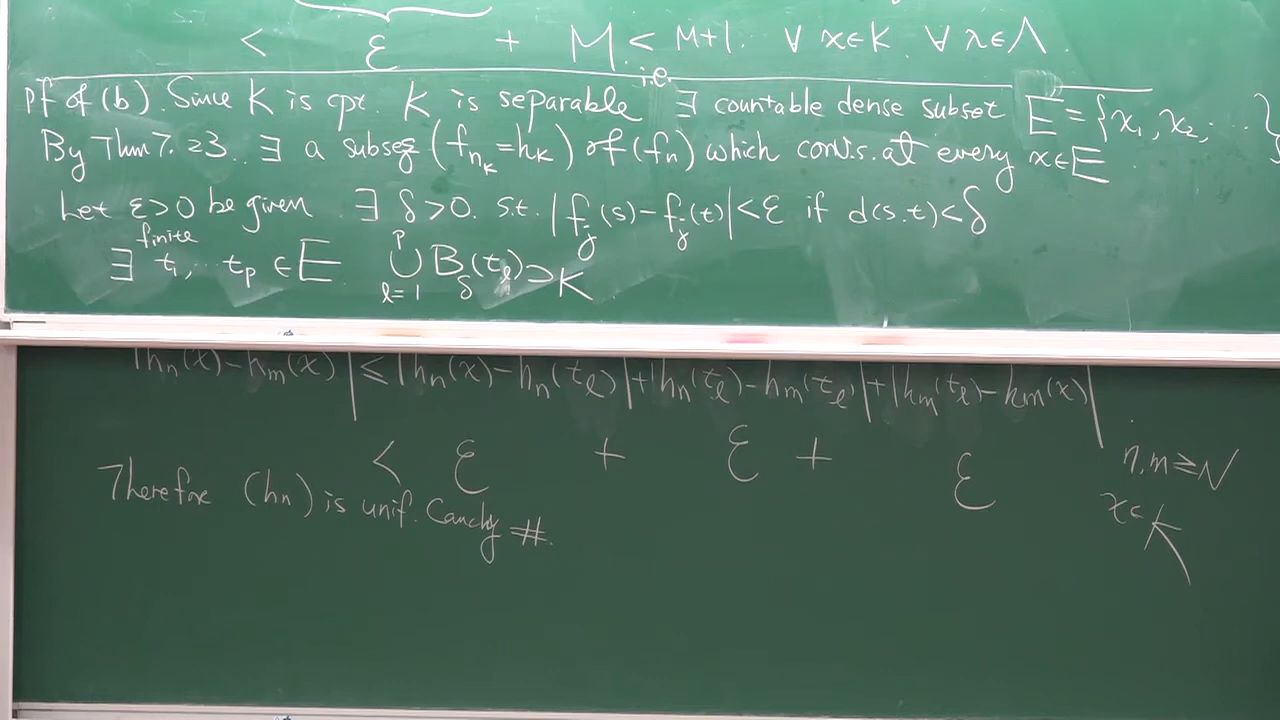 < ε + M < M+1. ∀ x∈K. ∀ λ∈Λ.
pf of (b). Since K is cpt. K is separable i.e. ∃ countable dense subset E={x₁, x₂, ⋯}
By Thm 7.23. ∃ a subseq (f_{n_k}=h_k) of (f_n) which conv.s. at every x∈E.
Let ε>0 be given. ∃ δ>0. s.t. |f_j(s)-f_j(t)|<ε if d(s.t)<δ
∃ finite t₁, ⋯ t_p ∈ E ⋃_{ℓ=1}^{p} B_δ(t_ℓ)⊃K
|h_n(x)-h_m(x)| ≤ |h_n(x)-h_n(t_ℓ)|+|h_n(t_ℓ)-h_m(t_ℓ)|+|h_m(t_ℓ)-h_m(x)|
< ε + ε + ε n,m≥N
x∈K
Therefore (h_n) is unif. Cauchy #.